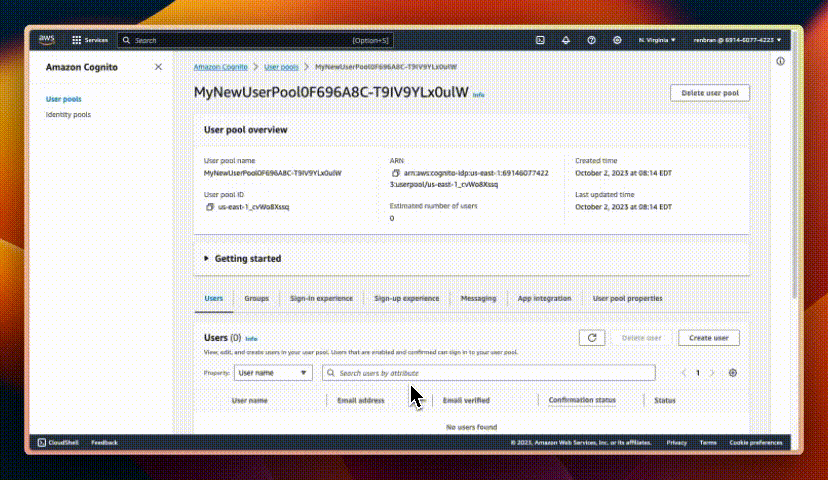 aws Services Search [Option+S] N. Virginia renbran @ 6914-6077-4223
Amazon Cognito
User pools
Identity pools
Amazon Cognito User pools MyNewUserPool0F696A8C-T9IV9YLx0ulW
MyNewUserPool0F696A8C-T9IV9YLx0ulW Info
Delete user pool
User pool overview
User pool name
MyNewUserPool0F696A8C-T9IV9YLx0ulW
User pool ID
us-east-1_cvWo8Xssq
ARN
arn:aws:cognito-idp:us-east-1:69146077422
3:userpool/us-east-1_cvWo8Xssq
Estimated number of users
0
Created time
October 2, 2023 at 08:14 EDT
Last updated time
October 2, 2023 at 08:14 EDT
Getting started
Users Groups Sign-in experience Sign-up experience Messaging App integration User pool properties
Users (0) Info
Delete user Create user
View, edit, and create users in your user pool. Users that are enabled and confirmed can sign in to your user pool.
Property: User name Search users by attribute 1
User name Email address Email verified Confirmation status Status
No users found
CloudShell Feedback © 2023, Amazon Web Services, Inc. or its affiliates. Privacy Terms Cookie preferences